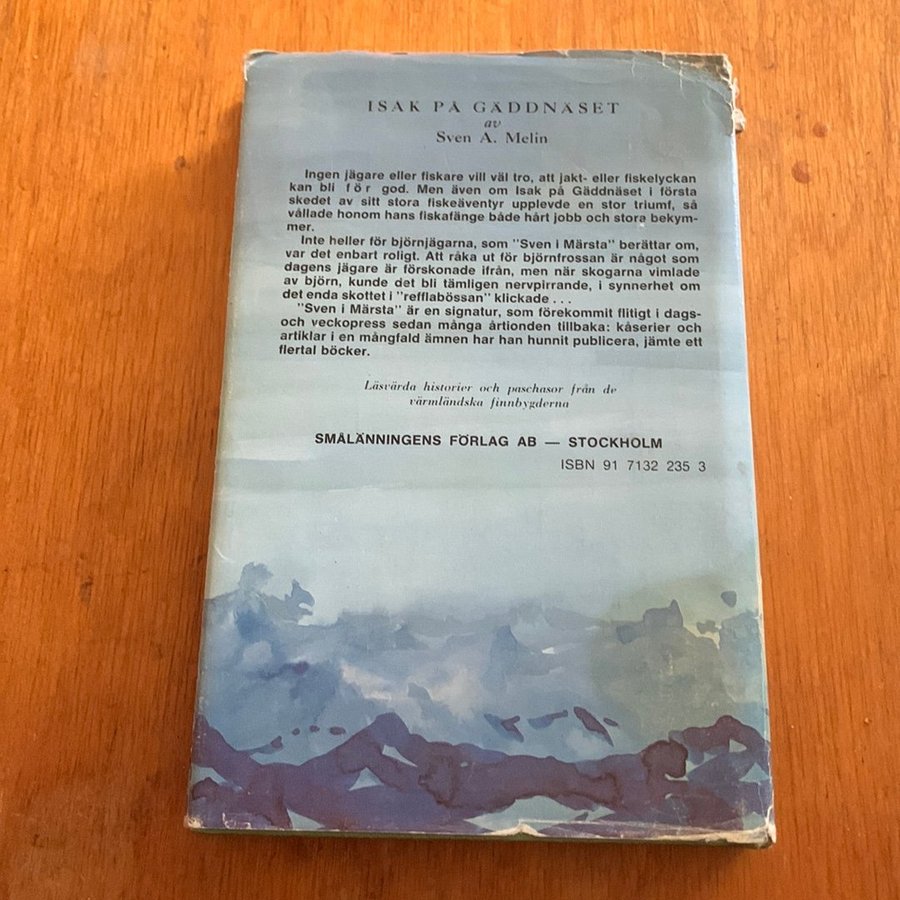 ISAK PÅ GÄDDNÄSET
av
Sven A. Melin
Ingen jägare eller fiskare vill väl tro, att jakt- eller fiskelyckan
kan bli för god. Men även om Isak på Gäddnäset i första
skedet av sitt stora fiskeäventyr upplevde en stor triumf, så
vållade honom hans fiskafänge både hårt jobb och stora bekym-
mer.
Inte heller för björnjägarna, som "Sven i Märsta" berättar om,
var det enbart roligt. Att råka ut för björnfrossan är något som
dagens jägare är förskonade ifrån, men när skogarna vimlade
av björn, kunde det bli tämligen nervpirrande, i synnerhet om
det enda skottet i "refflabössan" klickade ...
"Sven i Märsta" är en signatur, som förekommit flitigt i dags-
och veckopress sedan många årtionden tillbaka: kåserier och
artiklar i en mångfald ämnen har han hunnit publicera, jämte ett
flertal böcker.
Läsvärda historier och paschasor från de
värmländska finnbygderna
SMÅLÄNNINGENS FÖRLAG AB — STOCKHOLM
ISBN 91 7132 235 3